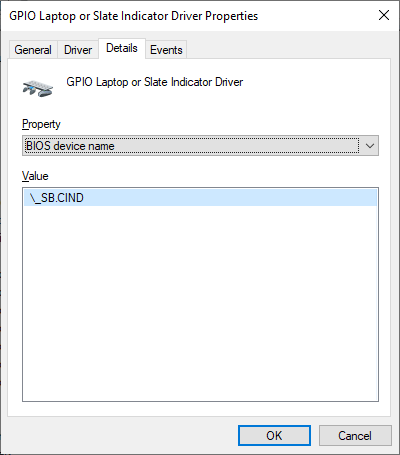 GPIO Laptop or Slate Indicator Driver Properties
General Driver Details Events
GPIO Laptop or Slate Indicator Driver
Property
BIOS device name
Value
\_SB.CIND
OK Cancel